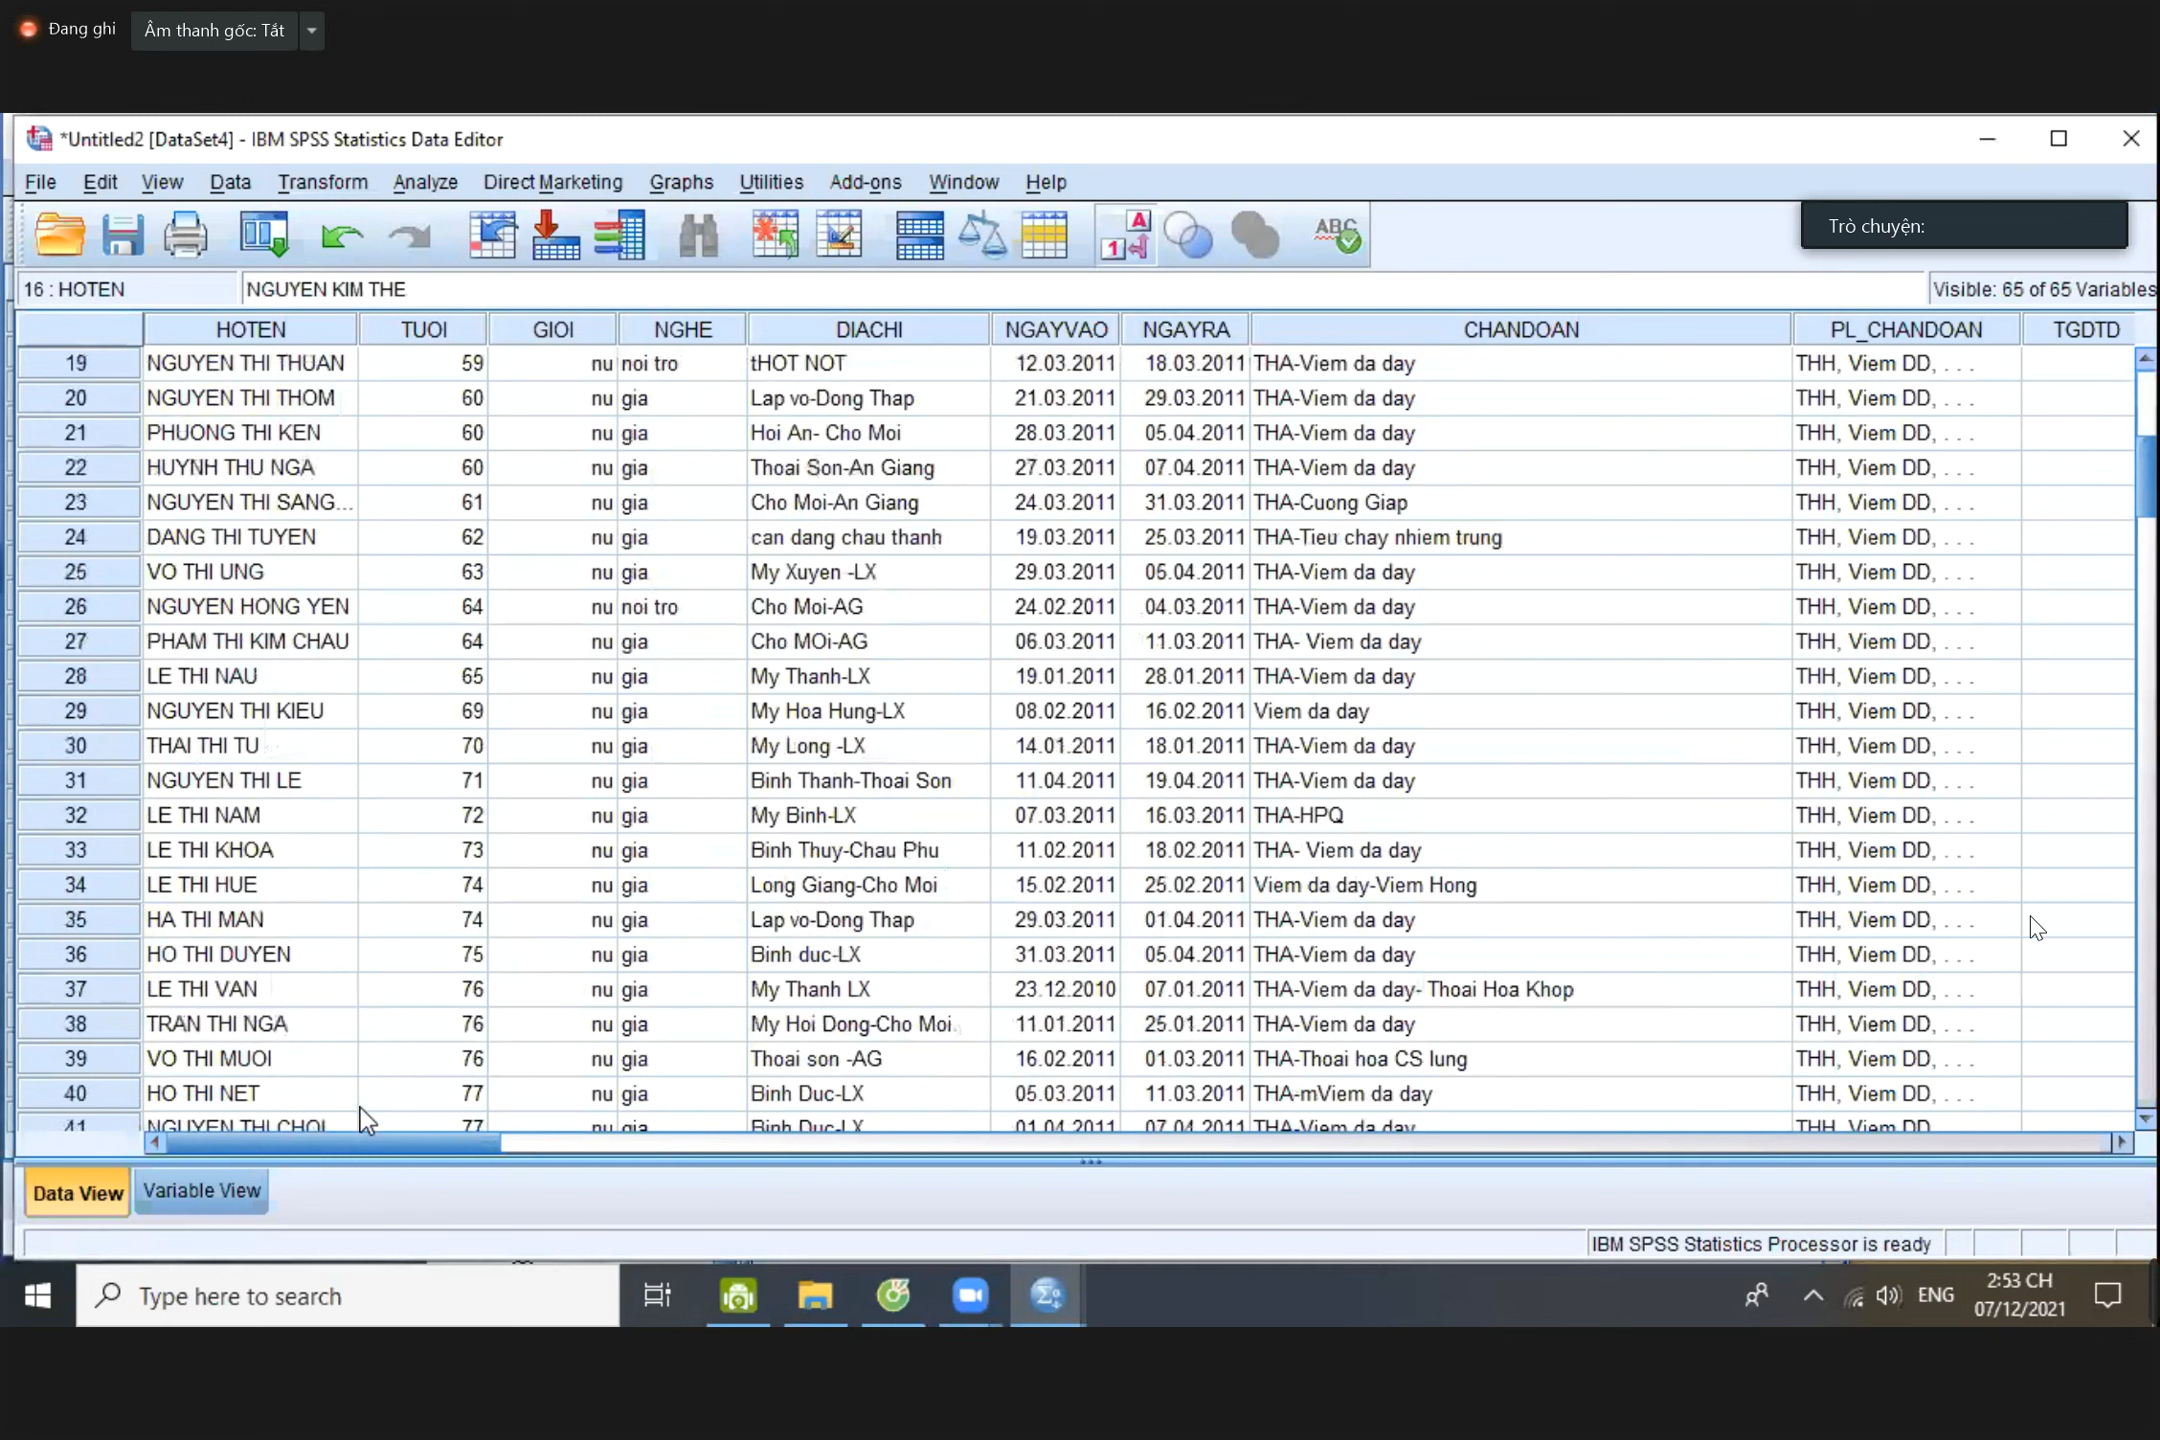 Đang ghi Âm thanh gốc: Tắt
*Untitled2 [DataSet4] - IBM SPSS Statistics Data Editor
File Edit View Data Transform Analyze Direct Marketing Graphs Utilities Add-ons Window Help
Trò chuyện:
16 : HOTEN NGUYEN KIM THE Visible: 65 of 65 Variables
HOTEN TUOI GIOI NGHE DIACHI NGAYVAO NGAYRA CHANDOAN PL_CHANDOAN TGDTD
19 NGUYEN THI THUAN 59 nu noi tro tHOT NOT 12.03.2011 18.03.2011 THA-Viem da day THH, Viem DD, . . .
20 NGUYEN THI THOM 60 nu gia Lap vo-Dong Thap 21.03.2011 29.03.2011 THA-Viem da day THH, Viem DD, . . .
21 PHUONG THI KEN 60 nu gia Hoi An- Cho Moi 28.03.2011 05.04.2011 THA-Viem da day THH, Viem DD, . . .
22 HUYNH THU NGA 60 nu gia Thoai Son-An Giang 27.03.2011 07.04.2011 THA-Viem da day THH, Viem DD, . . .
23 NGUYEN THI SANG... 61 nu gia Cho Moi-An Giang 24.03.2011 31.03.2011 THA-Cuong Giap THH, Viem DD, . . .
24 DANG THI TUYEN 62 nu gia can dang chau thanh 19.03.2011 25.03.2011 THA-Tieu chay nhiem trung THH, Viem DD, . . .
25 VO THI UNG 63 nu gia My Xuyen -LX 29.03.2011 05.04.2011 THA-Viem da day THH, Viem DD, . . .
26 NGUYEN HONG YEN 64 nu noi tro Cho Moi-AG 24.02.2011 04.03.2011 THA-Viem da day THH, Viem DD, . . .
27 PHAM THI KIM CHAU 64 nu gia Cho MOi-AG 06.03.2011 11.03.2011 THA- Viem da day THH, Viem DD, . . .
28 LE THI NAU 65 nu gia My Thanh-LX 19.01.2011 28.01.2011 THA-Viem da day THH, Viem DD, . . .
29 NGUYEN THI KIEU 69 nu gia My Hoa Hung-LX 08.02.2011 16.02.2011 Viem da day THH, Viem DD, . . .
30 THAI THI TU 70 nu gia My Long -LX 14.01.2011 18.01.2011 THA-Viem da day THH, Viem DD, . . .
31 NGUYEN THI LE 71 nu gia Binh Thanh-Thoai Son 11.04.2011 19.04.2011 THA-Viem da day THH, Viem DD, . . .
32 LE THI NAM 72 nu gia My Binh-LX 07.03.2011 16.03.2011 THA-HPQ THH, Viem DD, . . .
33 LE THI KHOA 73 nu gia Binh Thuy-Chau Phu 11.02.2011 18.02.2011 THA- Viem da day THH, Viem DD, . . .
34 LE THI HUE 74 nu gia Long Giang-Cho Moi 15.02.2011 25.02.2011 Viem da day-Viem Hong THH, Viem DD, . . .
35 HA THI MAN 74 nu gia Lap vo-Dong Thap 29.03.2011 01.04.2011 THA-Viem da day THH, Viem DD, . . .
36 HO THI DUYEN 75 nu gia Binh duc-LX 31.03.2011 05.04.2011 THA-Viem da day THH, Viem DD, . . .
37 LE THI VAN 76 nu gia My Thanh LX 23.12.2010 07.01.2011 THA-Viem da day- Thoai Hoa Khop THH, Viem DD, . . .
38 TRAN THI NGA 76 nu gia My Hoi Dong-Cho Moi 11.01.2011 25.01.2011 THA-Viem da day THH, Viem DD, . . .
39 VO THI MUOI 76 nu gia Thoai son -AG 16.02.2011 01.03.2011 THA-Thoai hoa CS lung THH, Viem DD, . . .
40 HO THI NET 77 nu gia Binh Duc-LX 05.03.2011 11.03.2011 THA-mViem da day THH, Viem DD, . . .
41 NGUYEN THI CHOI 77 nu gia Binh Duc-LX 01.04.2011 07.04.2011 THA-Viem da day THH, Viem DD
Data View Variable View
IBM SPSS Statistics Processor is ready
Type here to search ENG 2:53 CH
07/12/2021